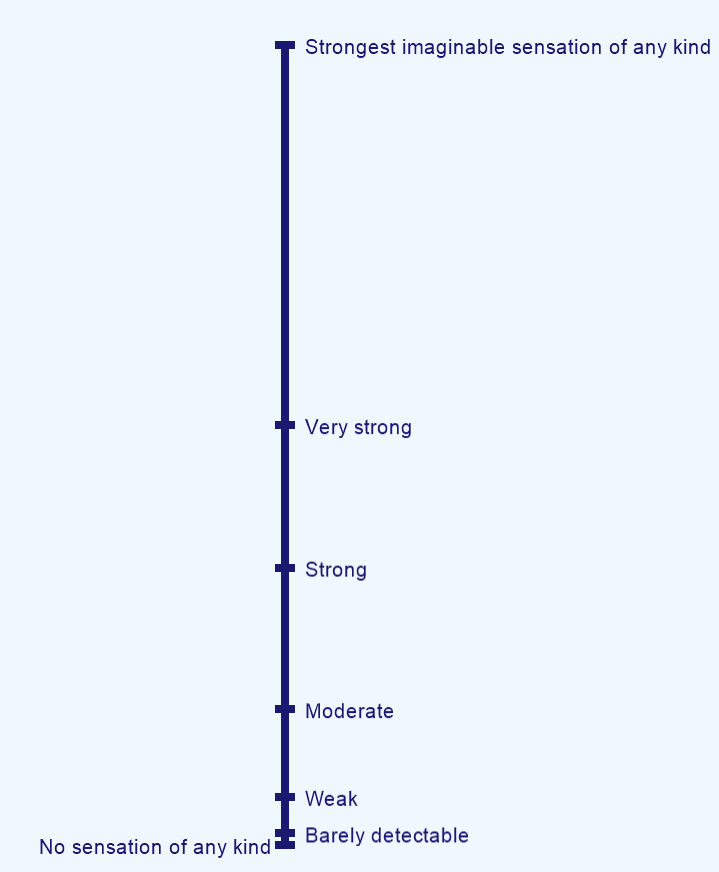 Strongest imaginable sensation of any kind
Very strong
Strong
Moderate
Weak
Barely detectable
No sensation of any kind